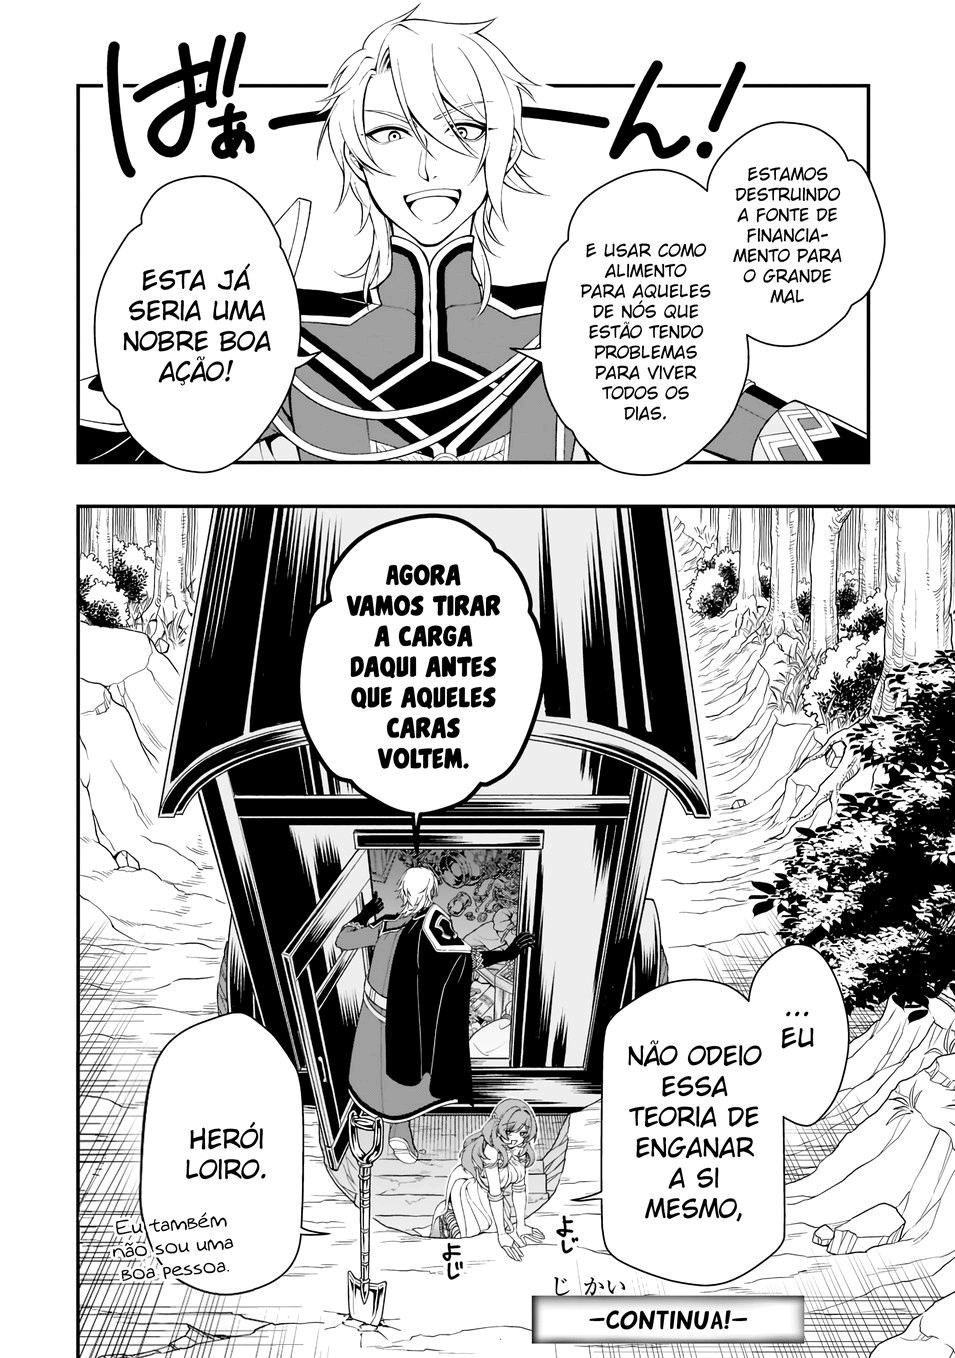 ばぁーーん!
ESTAMOS
DESTRUINDO
A FONTE DE
FINANCIA-
MENTO PARA
O GRANDE
MAL
E USAR COMO
ALIMENTO
PARA AQUELES
DE NÓS QUE
ESTÃO TENDO
PROBLEMAS
PARA VIVER
TODOS OS
DIAS.
ESTA JÁ
SERIA UMA
NOBRE BOA
AÇÃO!
AGORA
VAMOS TIRAR
A CARGA
DAQUI ANTES
QUE AQUELES
CARAS
VOLTEM.
...
EU
NÃO ODEIO
ESSA
TEORIA DE
ENGANAR
A SI
MESMO,
HERÓI
LOIRO.
Eu também
não sou uma
boa pessoa.
よじ
よじ
じかい
-CONTINUA!-